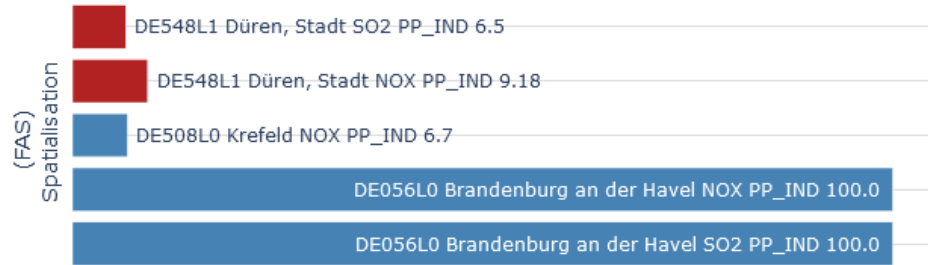 (FAS)
Spatialisation
DE548L1 Düren, Stadt SO2 PP_IND 6.5
DE548L1 Düren, Stadt NOX PP_IND 9.18
DE508L0 Krefeld NOX PP_IND 6.7
DE056L0 Brandenburg an der Havel NOX PP_IND 100.0
DE056L0 Brandenburg an der Havel SO2 PP_IND 100.0